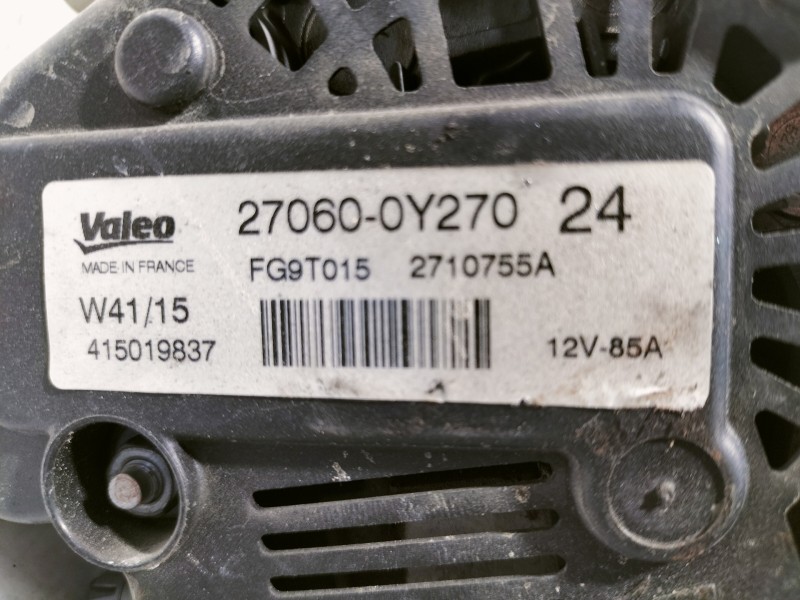 Valeo 27060-0Y270 24
MADE IN FRANCE FG9T015 2710755A
W41/15
415019837 12V-85A